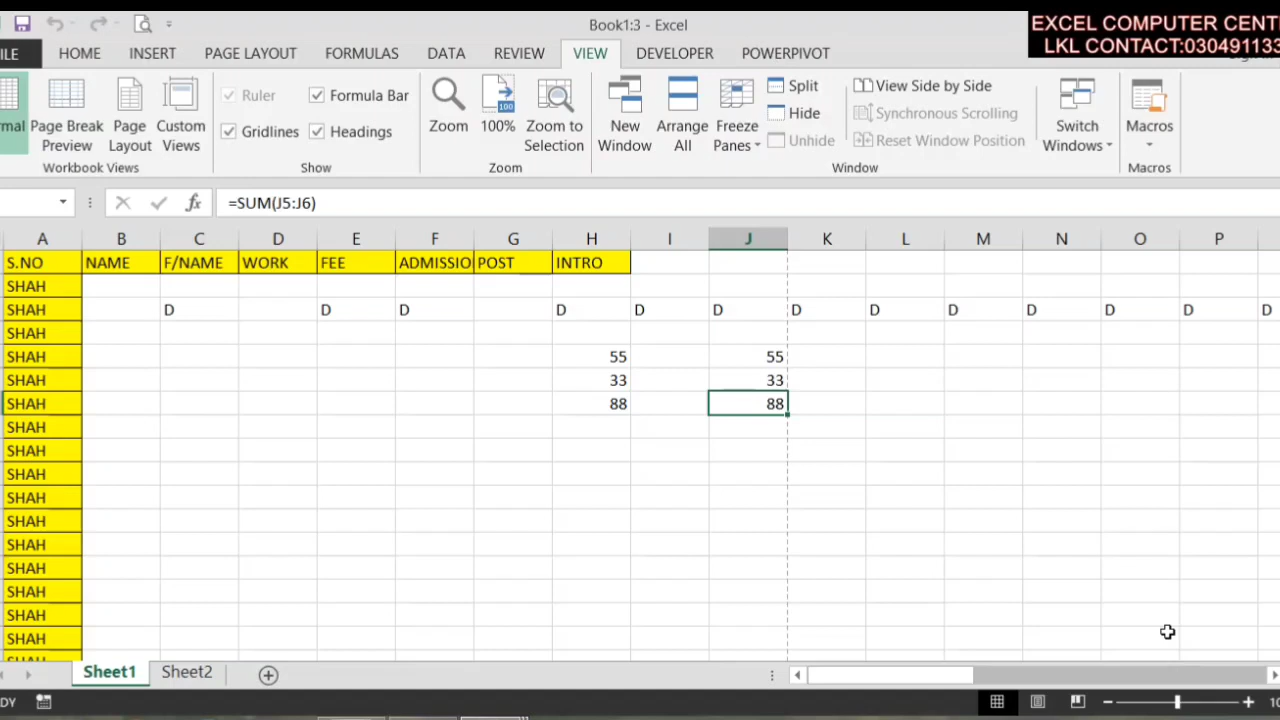 Book1:3 - Excel
EXCEL COMPUTER CENT
LKL CONTACT:030491133
ILE HOME INSERT PAGE LAYOUT FORMULAS DATA REVIEW VIEW DEVELOPER POWERPIVOT
Ruler Formula Bar Split View Side by Side
Gridlines Headings Hide Synchronous Scrolling
Unhide Reset Window Position
rmal Page Break Preview Page Layout Custom Views Zoom 100% Zoom to Selection New Window Arrange All Freeze Panes Switch Windows Macros
100
Workbook Views Show Zoom Window Macros
fx =SUM(J5:J6)
A B C D E F G H I J K L M N O P
S.NO NAME F/NAME WORK FEE ADMISSIO POST INTRO
SHAH
SHAH D D D D D D D D D D D D D
SHAH
SHAH 55 55
SHAH 33 33
SHAH 88 88
SHAH
SHAH
SHAH
SHAH
SHAH
SHAH
SHAH
SHAH
SHAH
SHAH
Sheet1 Sheet2
DY 10